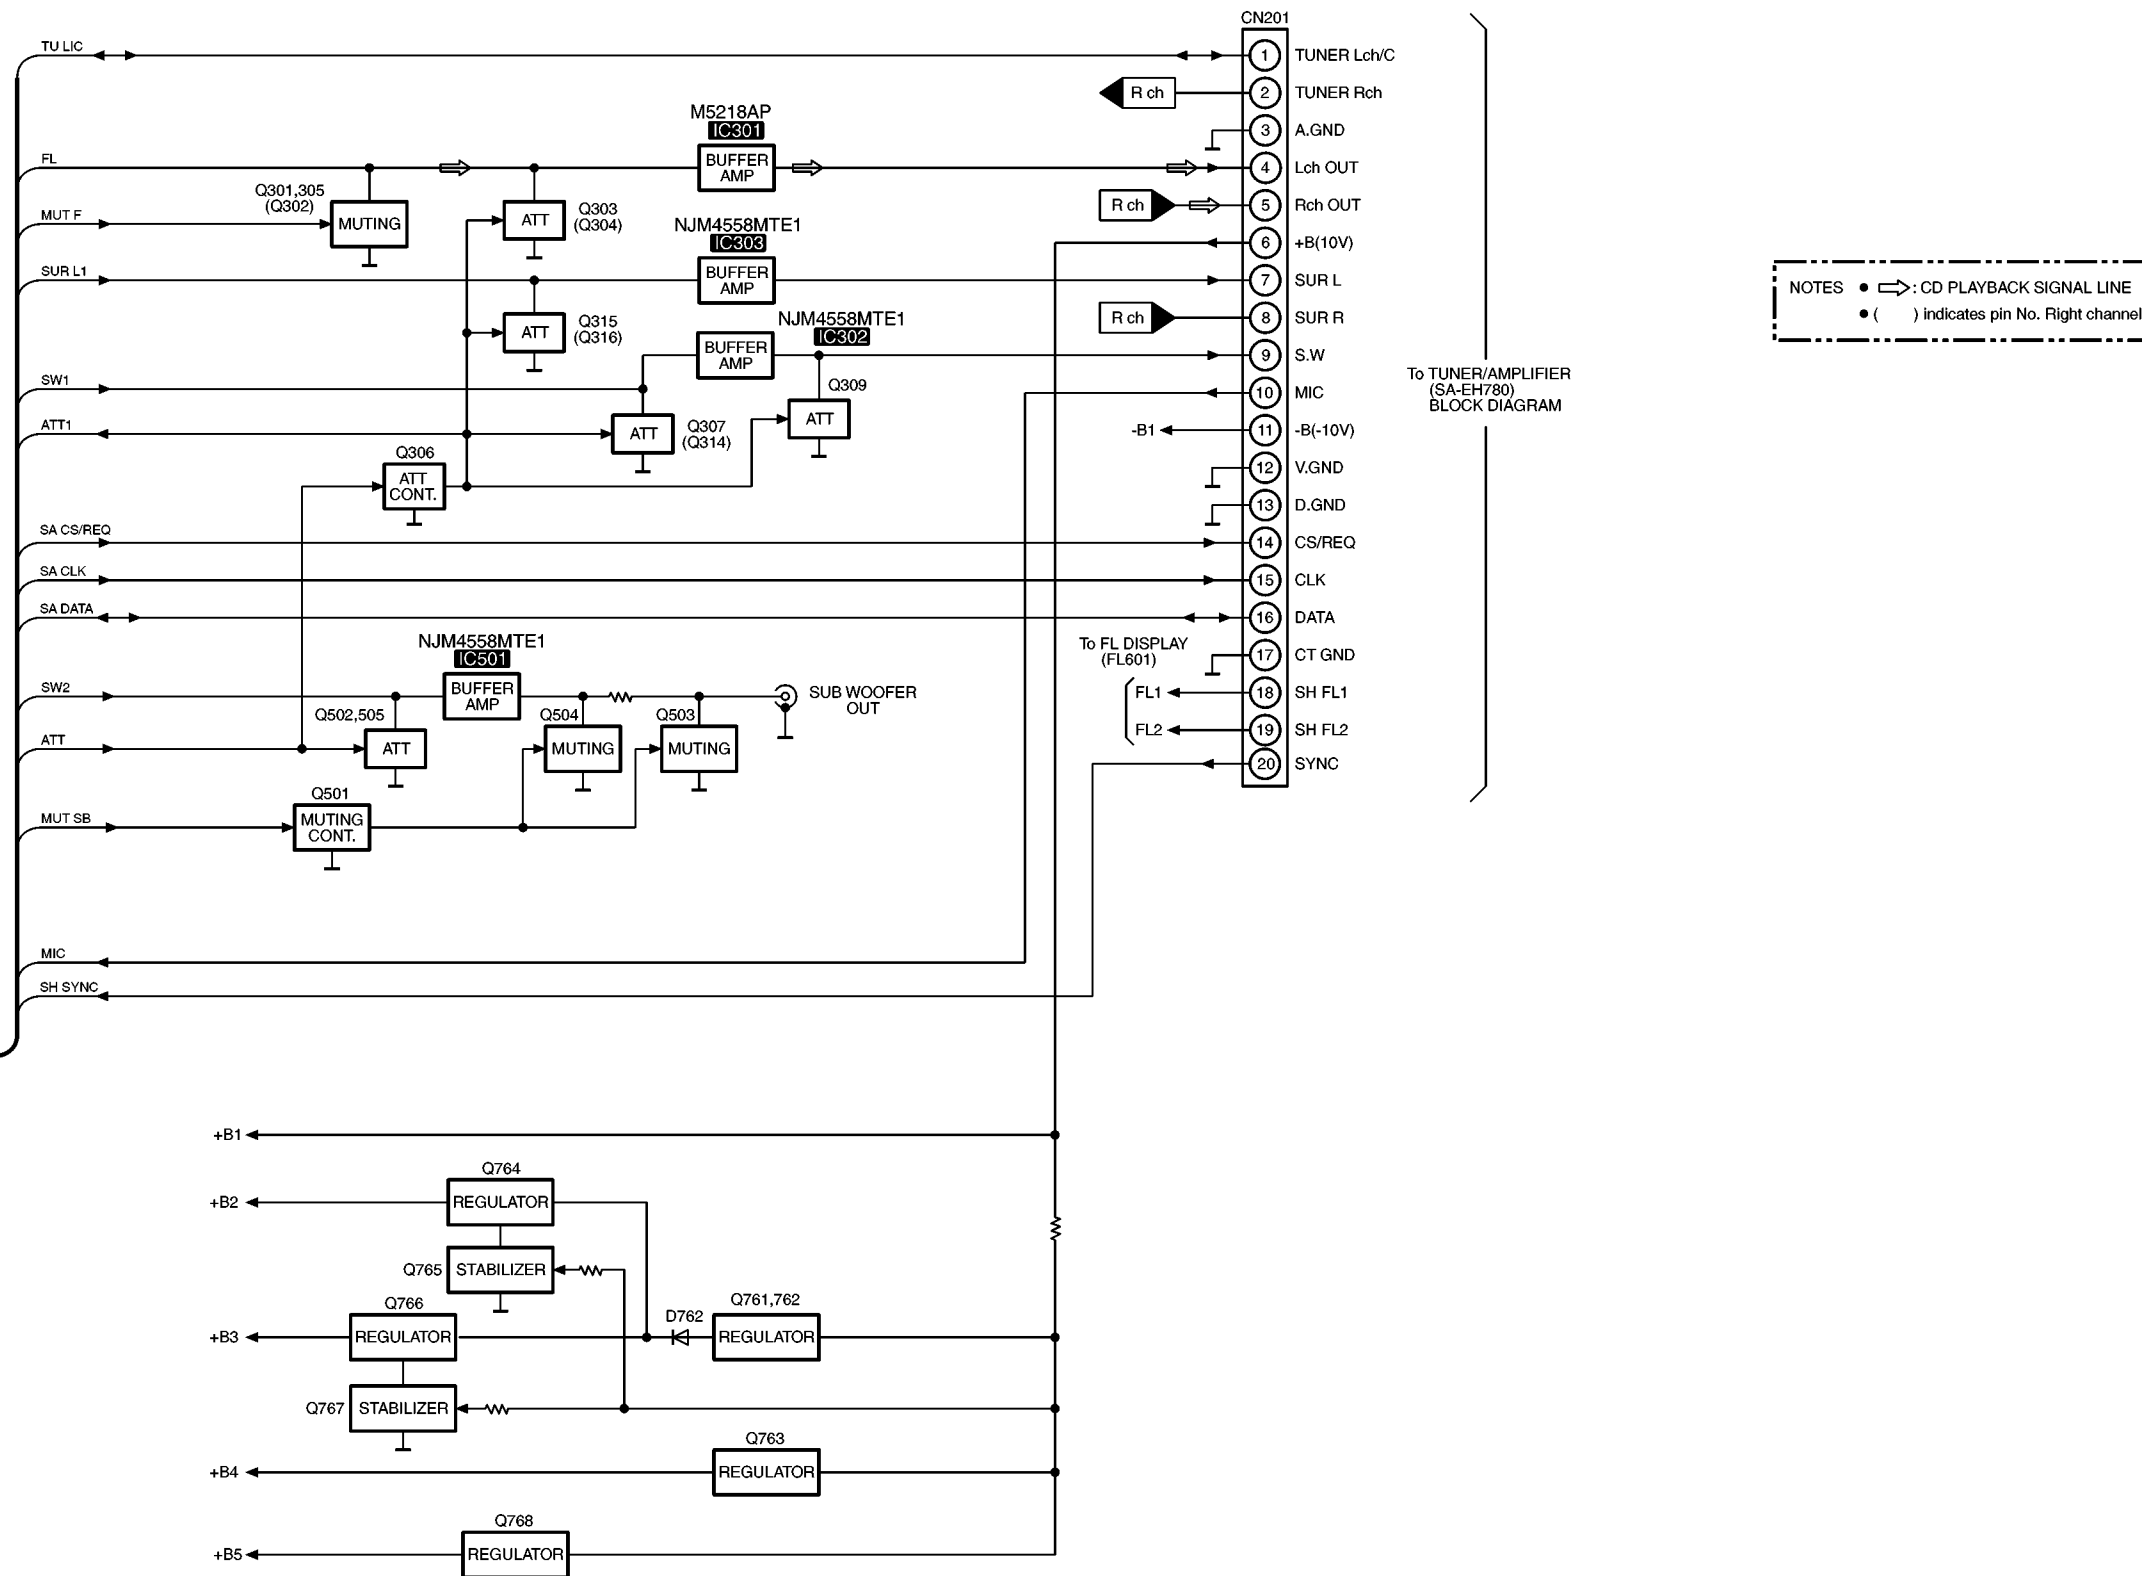 CN201
TU LIC
1 TUNER Lch/C
R ch 2 TUNER Rch
M5218AP
IC301
3 A.GND
FL
BUFFER
AMP
4 Lch OUT
Q301,305
(Q302)
MUT F
MUTING
ATT
Q303
(Q304)
R ch 5 Rch OUT
NJM4558MTE1
IC303
6 +B(10V)
SUR L1
BUFFER
AMP
7 SUR L
NOTES ● : CD PLAYBACK SIGNAL LINE
● ( ) indicates pin No. Right channel
ATT
Q315
(Q316)
NJM4558MTE1
IC302
R ch 8 SUR R
BUFFER
AMP
9 S.W
To TUNER/AMPLIFIER
(SA-EH780)
BLOCK DIAGRAM
SW1
Q309
10 MIC
ATT
ATT1
ATT
Q307
(Q314)
-B1 11 -B(-10V)
Q306
ATT
CONT.
12 V.GND
13 D.GND
SA CS/REQ
14 CS/REQ
SA CLK
15 CLK
SA DATA
16 DATA
NJM4558MTE1
IC501
To FL DISPLAY
(FL601)
17 CT GND
SW2
BUFFER
AMP
SUB WOOFER
OUT
FL1 18 SH FL1
Q502,505
Q504
Q503
FL2 19 SH FL2
ATT
ATT
MUTING
MUTING
20 SYNC
Q501
MUT SB
MUTING
CONT.
MIC
SH SYNC
+B1
Q764
+B2
REGULATOR
Q765
STABILIZER
Q766
D762
Q761,762
+B3
REGULATOR
REGULATOR
Q767
STABILIZER
Q763
+B4
REGULATOR
Q768
+B5
REGULATOR